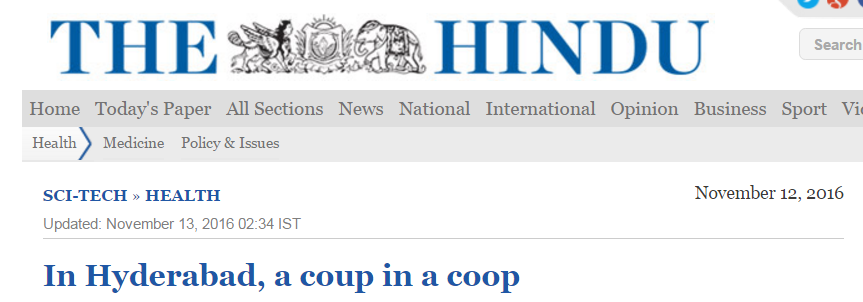 THE HINDU
Search
Home Today's Paper All Sections News National International Opinion Business Sport
Health Medicine Policy & Issues
SCI-TECH » HEALTH
November 12, 2016
Updated: November 13, 2016 02:34 IST
In Hyderabad, a coup in a coop